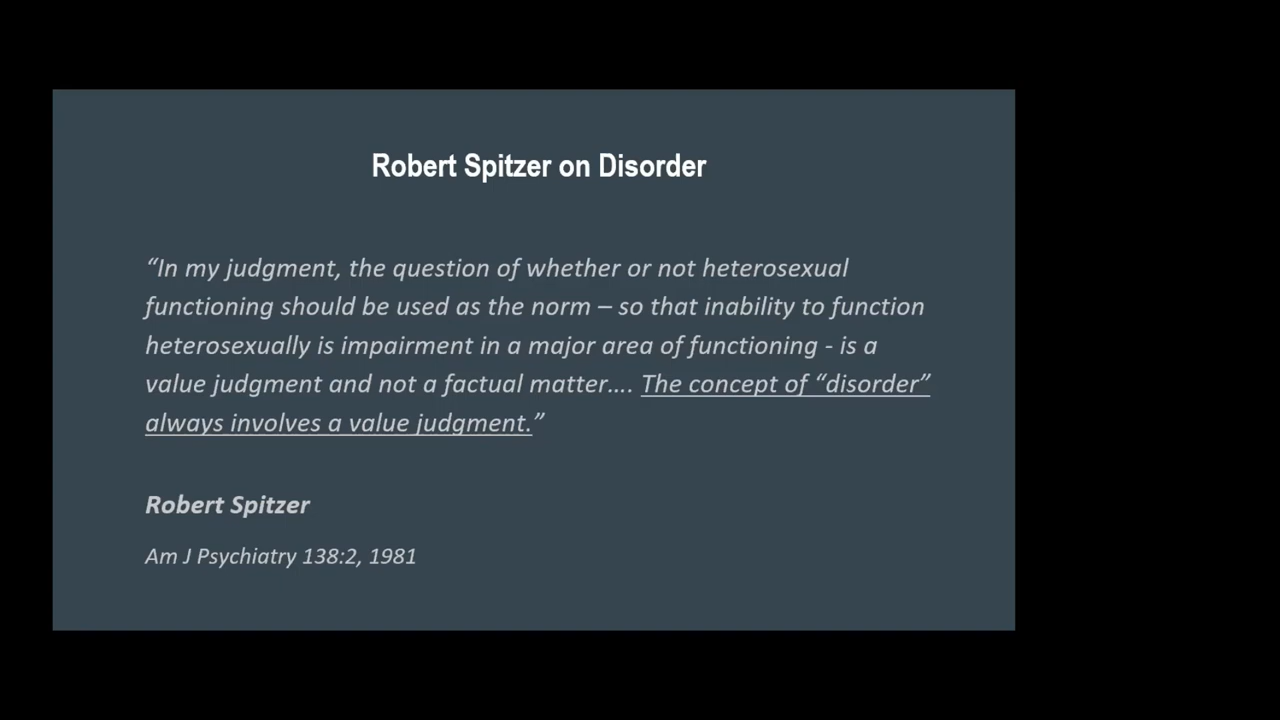 Robert Spitzer on Disorder
“In my judgment, the question of whether or not heterosexual
functioning should be used as the norm – so that inability to function
heterosexually is impairment in a major area of functioning - is a
value judgment and not a factual matter…. The concept of “disorder”
always involves a value judgment.”
Robert Spitzer
Am J Psychiatry 138:2, 1981